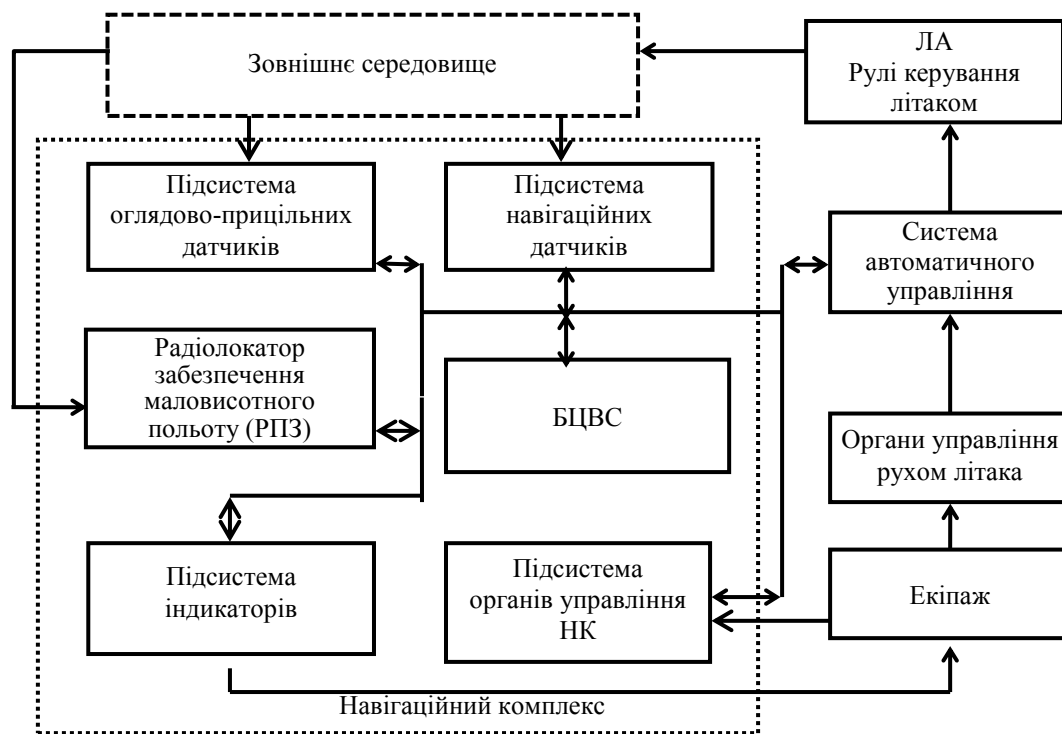 Зовнішнє середовище
ЛА
Рулі керування
літаком
Підсистема
оглядово-прицільних
датчиків
Підсистема
навігаційних
датчиків
Система
автоматичного
управління
Радіолокатор
забезпечення
маловисотного
польоту (РПЗ)
БЦВС
Органи управління
рухом літака
Підсистема
індикаторів
Підсистема
органів управління
НК
Екіпаж
Навігаційний комплекс